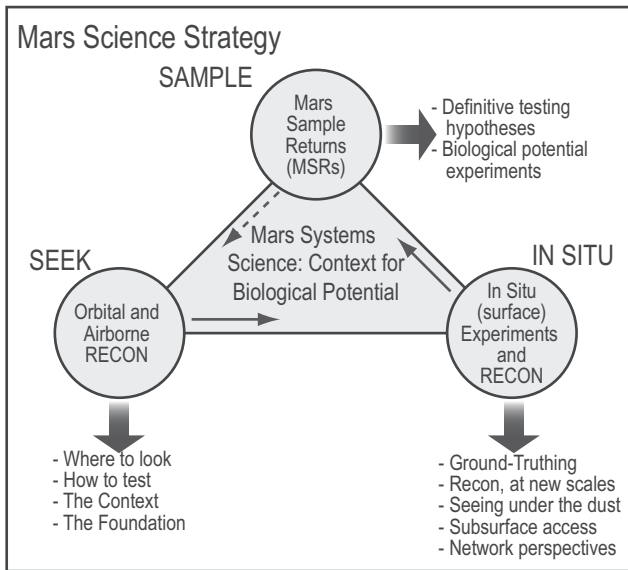 Mars Science Strategy
SAMPLE
Mars
Sample
Returns
(MSRs)
- Definitive testing
hypotheses
- Biological potential
experiments
Mars Systems
Science: Context for
Biological Potential
SEEK
Orbital and
Airborne
RECON
IN SITU
In Situ
(surface)
Experiments
and
RECON
- Where to look
- How to test
- The Context
- The Foundation
- Ground-Truthing
- Recon, at new scales
- Seeing under the dust
- Subsurface access
- Network perspectives